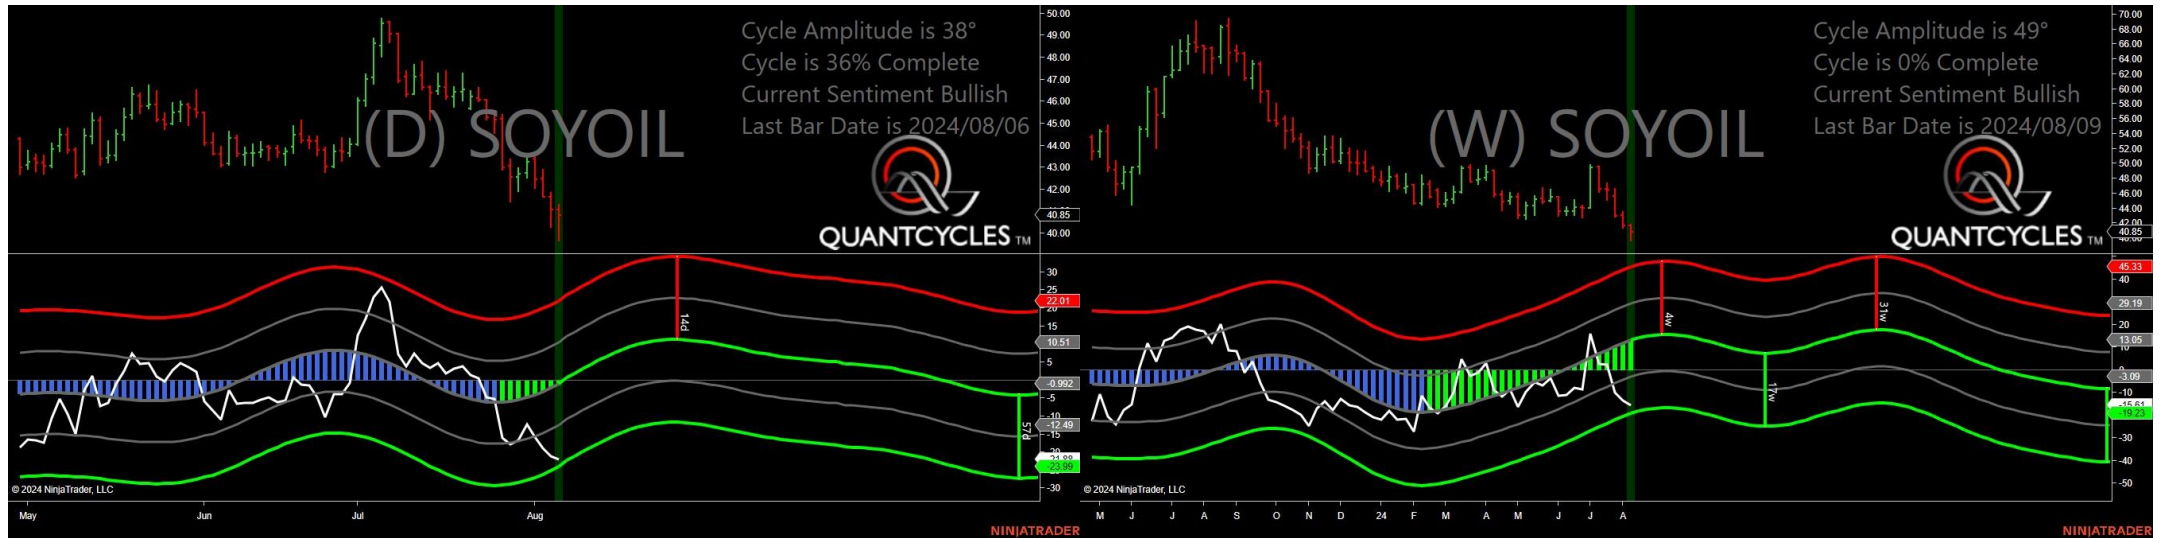 Cycle Amplitude is 38°
Cycle is 36% Complete
Current Sentiment Bullish
Last Bar Date is 2024/08/06
(D) SOYOIL
QUANTCYCLES TM
50.00
49.00
48.00
47.00
46.00
45.00
44.00
43.00
42.00
40.85
40.00
30
25
22.01
20
15
10.51
5
-0.992
-5
-12.49
-15
-23.99
-30
14d
57d
© 2024 NinjaTrader, LLC
May Jun Jul Aug
NINJATRADER
Cycle Amplitude is 49°
Cycle is 0% Complete
Current Sentiment Bullish
Last Bar Date is 2024/08/09
(W) SOYOIL
QUANTCYCLES TM
70.00
68.00
66.00
64.00
62.00
60.00
58.00
56.00
54.00
52.00
50.00
48.00
46.00
44.00
42.00
40.85
45.33
40
29.19
20
13.05
-3.09
-10
-15.61
-19.23
-30
-40
-50
4w
17w
31w
© 2024 NinjaTrader, LLC
M J J A S O N D 24 F M A M J J A
NINJATRADER